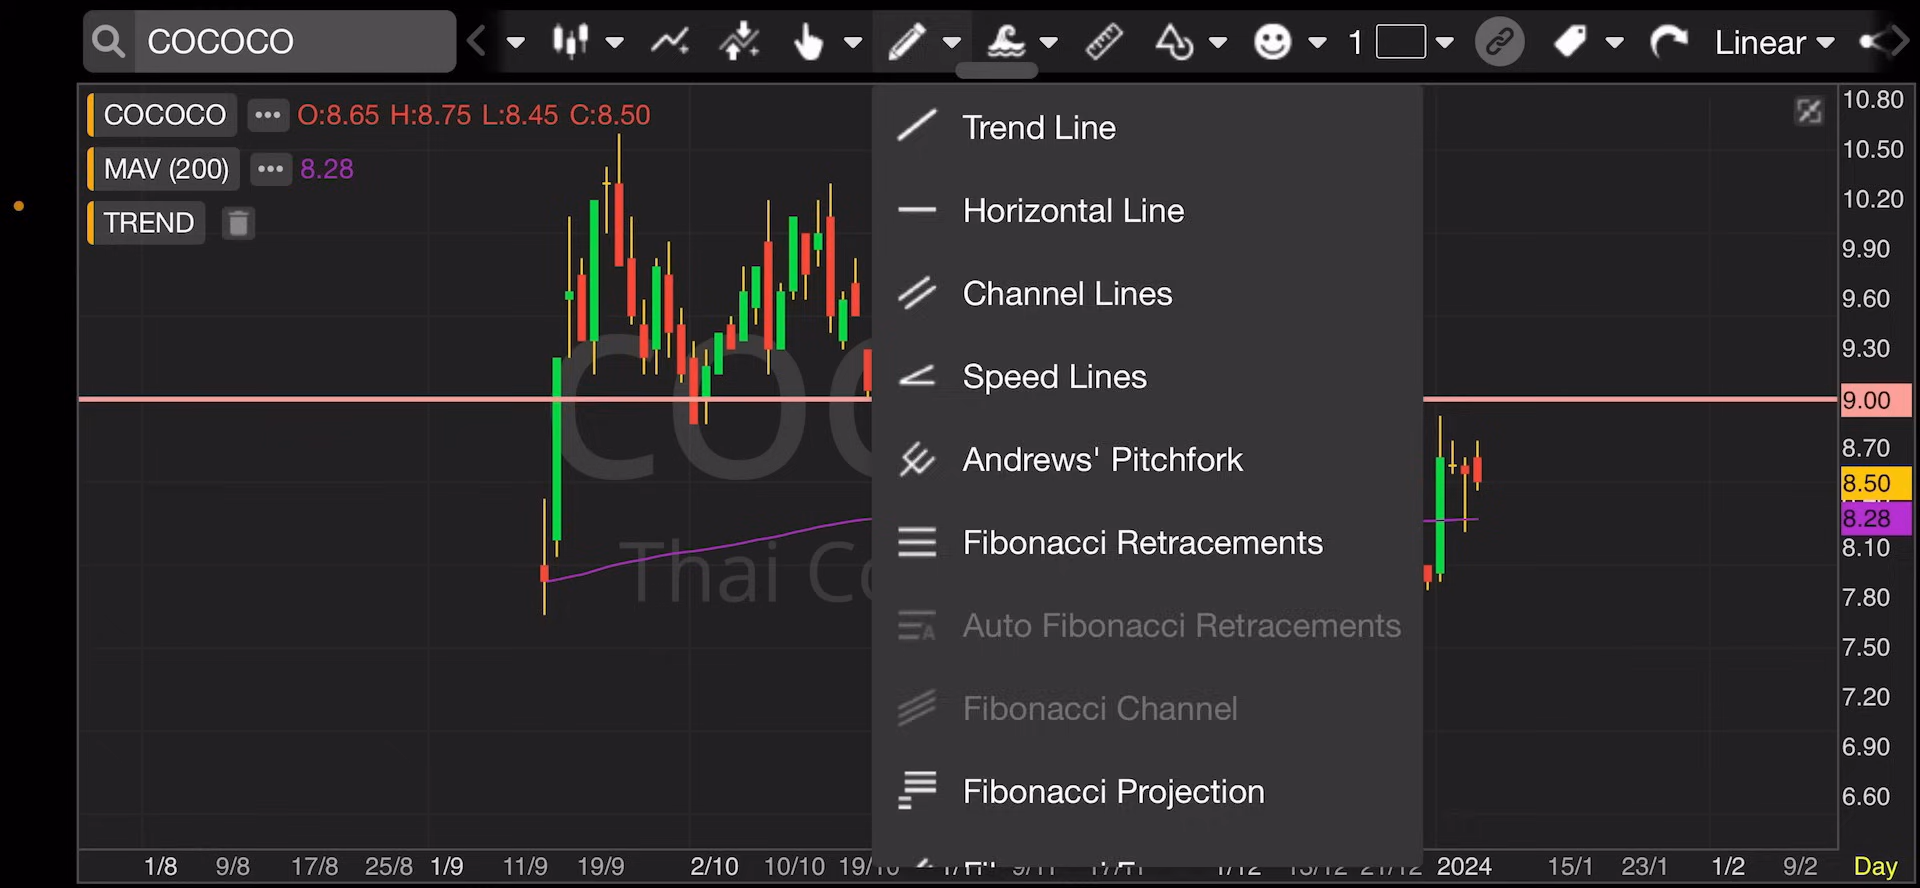 COCOCO
1
Linear
COCOCO ••• O:8.65 H:8.75 L:8.45 C:8.50
MAV (200) ••• 8.28
TREND
Trend Line
Horizontal Line
Channel Lines
Speed Lines
Andrews' Pitchfork
Fibonacci Retracements
Auto Fibonacci Retracements
Fibonacci Channel
Fibonacci Projection
Thai
10.80
10.50
10.20
9.90
9.60
9.30
9.00
8.70
8.50
8.28
8.10
7.80
7.50
7.20
6.90
6.60
1/8 9/8 17/8 25/8 1/9 11/9 19/9 2/10 10/10 19/10 1/11 9/11 17/11 1/12 13/12 21/12 2024 15/1 23/1 1/2 9/2 Day